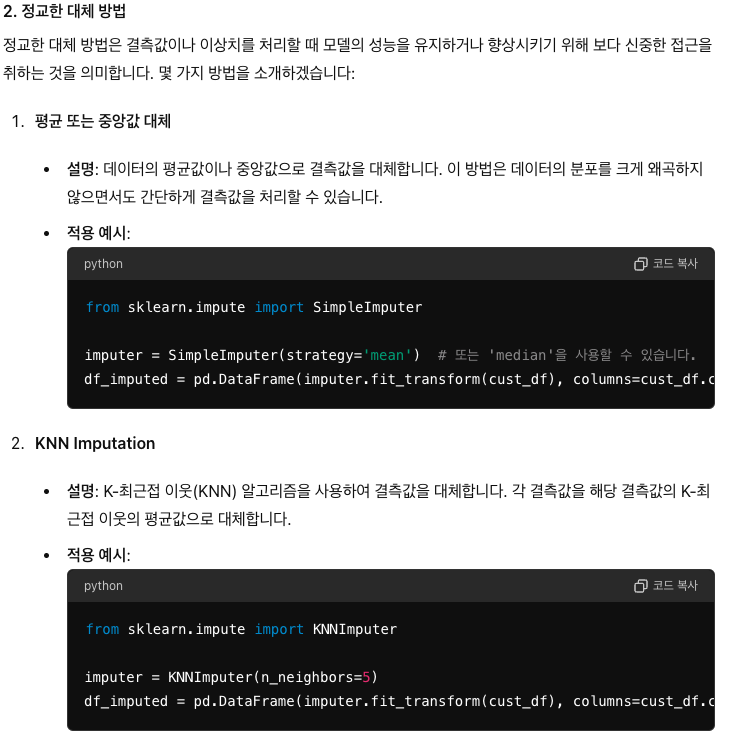 2. 정교한 대체 방법
정교한 대체 방법은 결측값이나 이상치를 처리할 때 모델의 성능을 유지하거나 향상시키기 위해 보다 신중한 접근을
취하는 것을 의미합니다. 몇 가지 방법을 소개하겠습니다:
1. 평균 또는 중앙값 대체
• 설명: 데이터의 평균값이나 중앙값으로 결측값을 대체합니다. 이 방법은 데이터의 분포를 크게 왜곡하지
않으면서도 간단하게 결측값을 처리할 수 있습니다.
• 적용 예시:
python 코드 복사
from sklearn.impute import SimpleImputer
imputer = SimpleImputer(strategy='mean')  # 또는 'median'을 사용할 수 있습니다.
df_imputed = pd.DataFrame(imputer.fit_transform(cust_df), columns=cust_df.c
2. KNN Imputation
• 설명: K-최근접 이웃(KNN) 알고리즘을 사용하여 결측값을 대체합니다. 각 결측값을 해당 결측값의 K-최
근접 이웃의 평균값으로 대체합니다.
• 적용 예시:
python 코드 복사
from sklearn.impute import KNNImputer
imputer = KNNImputer(n_neighbors=5)
df_imputed = pd.DataFrame(imputer.fit_transform(cust_df), columns=cust_df.c